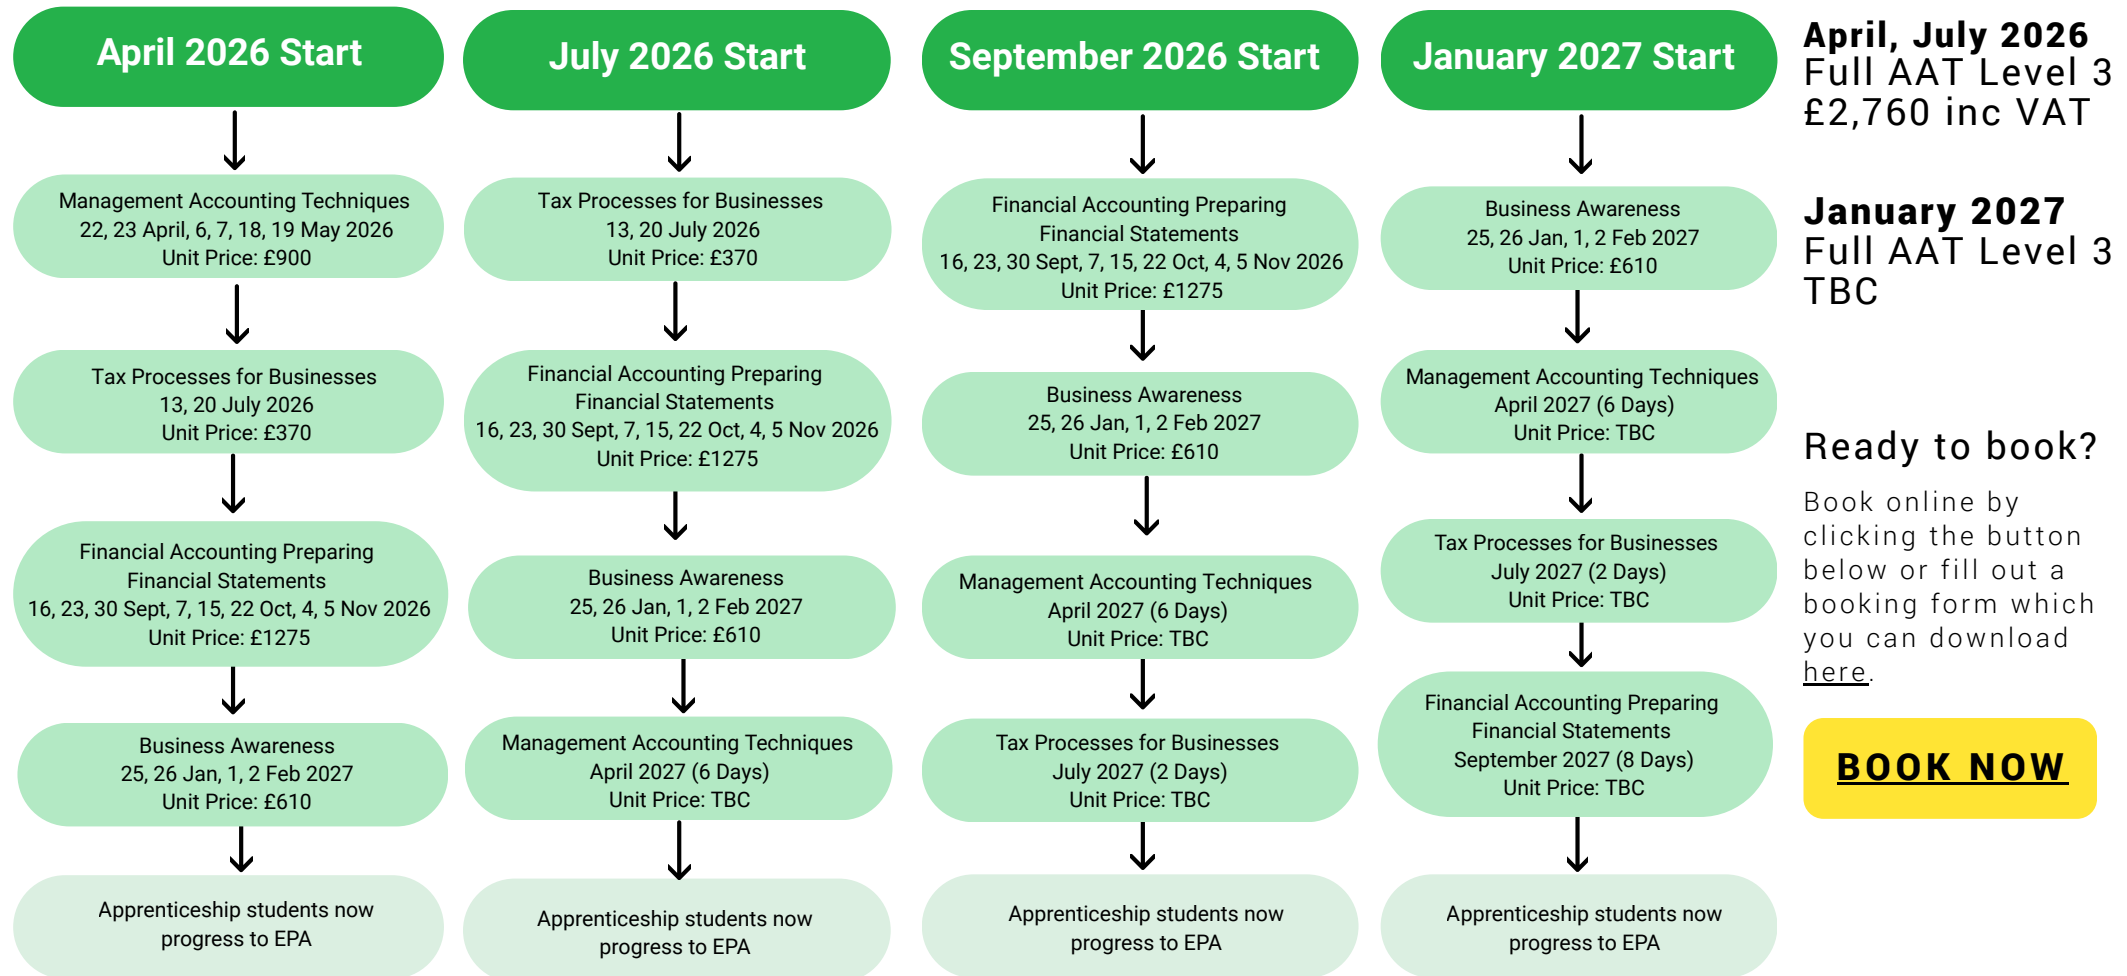 April 2026 Start
Management Accounting Techniques
22, 23 April, 6, 7, 18, 19 May 2026
Unit Price: £900
Tax Processes for Businesses
13, 20 July 2026
Unit Price: £370
Financial Accounting Preparing
Financial Statements
16, 23, 30 Sept, 7, 15, 22 Oct, 4, 5 Nov 2026
Unit Price: £1275
Business Awareness
25, 26 Jan, 1, 2 Feb 2027
Unit Price: £610
Apprenticeship students now
progress to EPA
July 2026 Start
Tax Processes for Businesses
13, 20 July 2026
Unit Price: £370
Financial Accounting Preparing
Financial Statements
16, 23, 30 Sept, 7, 15, 22 Oct, 4, 5 Nov 2026
Unit Price: £1275
Business Awareness
25, 26 Jan, 1, 2 Feb 2027
Unit Price: £610
Management Accounting Techniques
April 2027 (6 Days)
Unit Price: TBC
Apprenticeship students now
progress to EPA
September 2026 Start
Financial Accounting Preparing
Financial Statements
16, 23, 30 Sept, 7, 15, 22 Oct, 4, 5 Nov 2026
Unit Price: £1275
Business Awareness
25, 26 Jan, 1, 2 Feb 2027
Unit Price: £610
Management Accounting Techniques
April 2027 (6 Days)
Unit Price: TBC
Tax Processes for Businesses
July 2027 (2 Days)
Unit Price: TBC
Apprenticeship students now
progress to EPA
January 2027 Start
Business Awareness
25, 26 Jan, 1, 2 Feb 2027
Unit Price: £610
Management Accounting Techniques
April 2027 (6 Days)
Unit Price: TBC
Tax Processes for Businesses
July 2027 (2 Days)
Unit Price: TBC
Financial Accounting Preparing
Financial Statements
September 2027 (8 Days)
Unit Price: TBC
Apprenticeship students now
progress to EPA
April, July 2026
Full AAT Level 3
£2,760 inc VAT
January 2027
Full AAT Level 3
TBC
Ready to book?
Book online by
clicking the button
below or fill out a
booking form which
you can download
here.
BOOK NOW